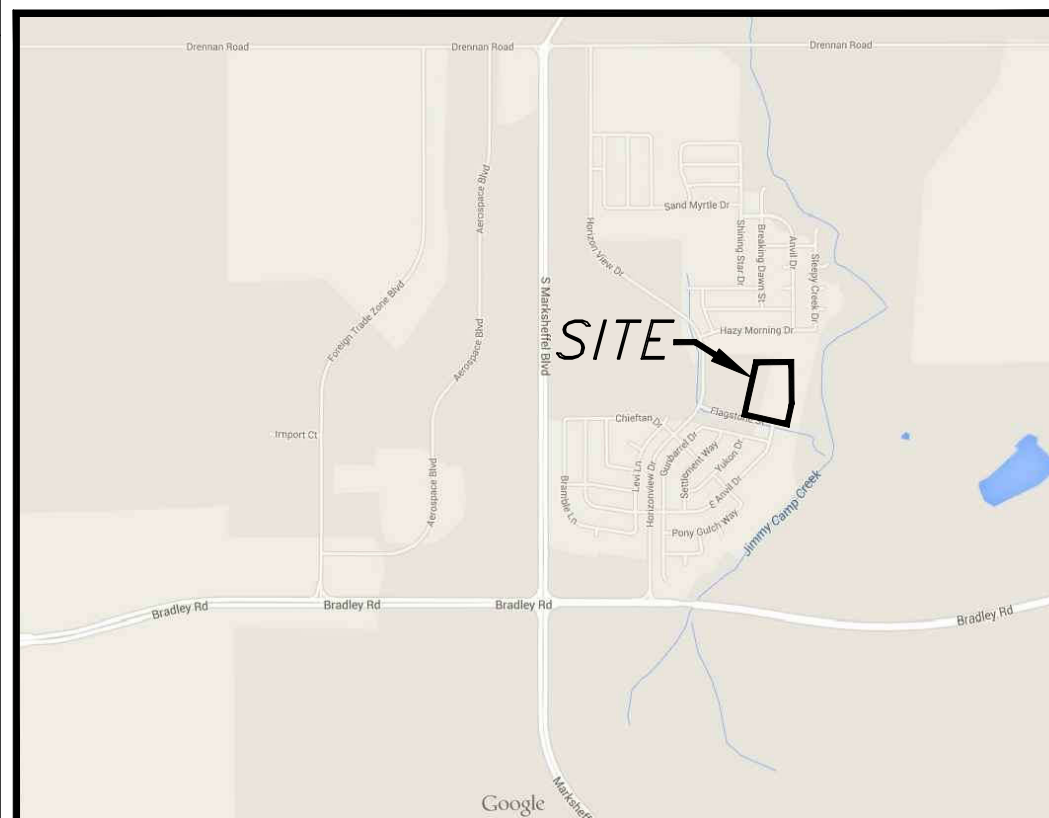 Drennan Road
Drennan Road
Drennan Road
Aerospace Blvd
Sand Myrtle Dr
Horizon View Dr
Shining Star Dr
Breaking Dawn St
Anvil Dr
Sleepy Creek Dr
Foreign Trade Zone Blvd
S Marksheffel Blvd
Aerospace Blvd
Hazy Morning Dr
SITE
Flagstone St
Chieftan Dr
Import Ct
Gunbarrel Dr
Settlement Way
Yukon Dr
Levi Ln
Horizonview Dr
Bramble Ln
E Anvil Dr
Aerospace Blvd
Pony Gulch Way
Jimmy Camp Creek
Bradley Rd
Bradley Rd
Bradley Rd
Bradley Rd
Google
Marksheff